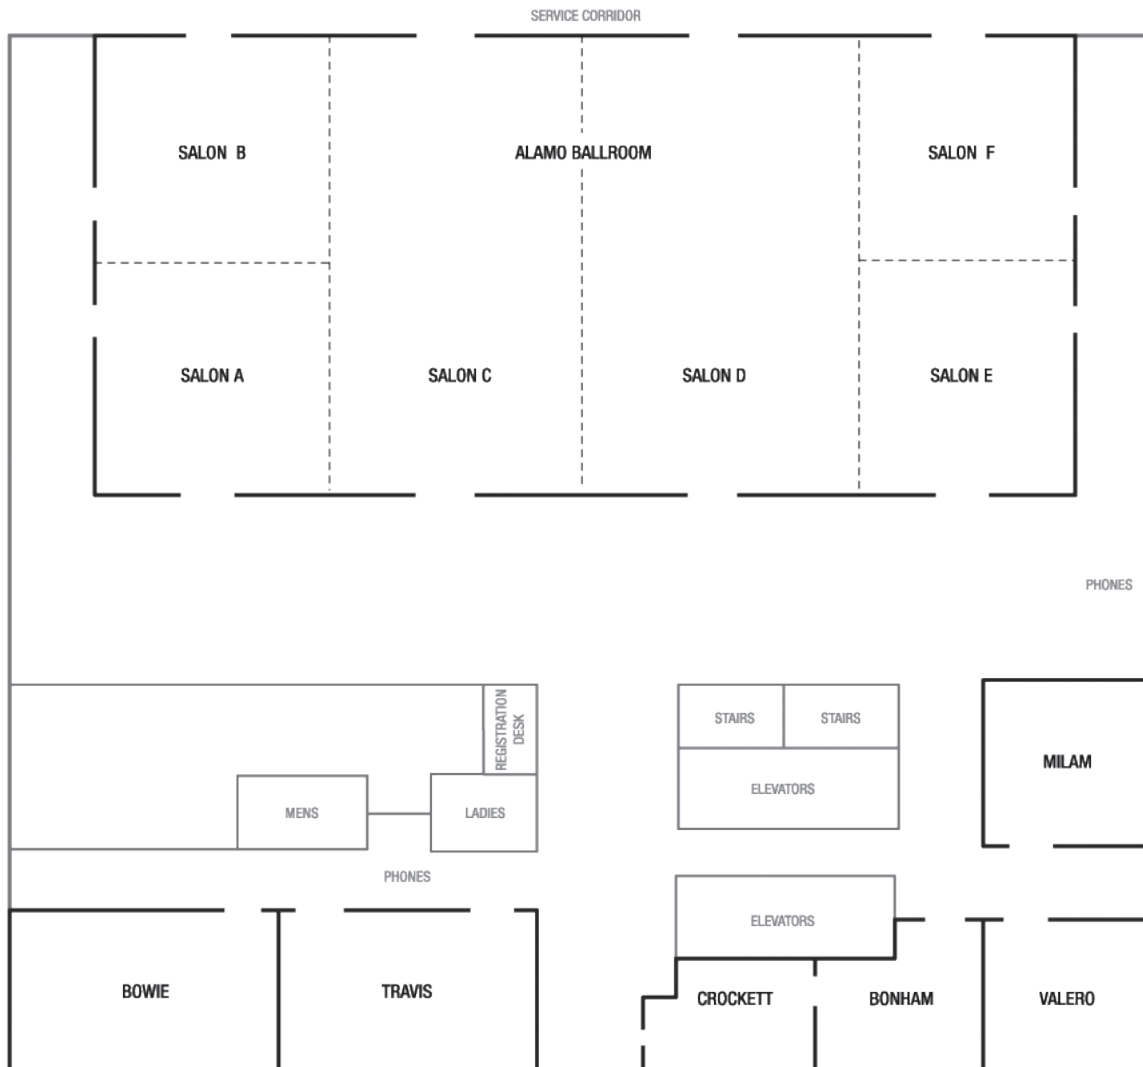 SERVICE CORRIDOR
SALON B
ALAMO BALLROOM
SALON F
SALON A
SALON C
SALON D
SALON E
PHONES
REGISTRATION
DESK
STAIRS
STAIRS
MILAM
ELEVATORS
MENS
LADIES
PHONES
ELEVATORS
BOWIE
TRAVIS
CROCKETT
BONHAM
VALERO